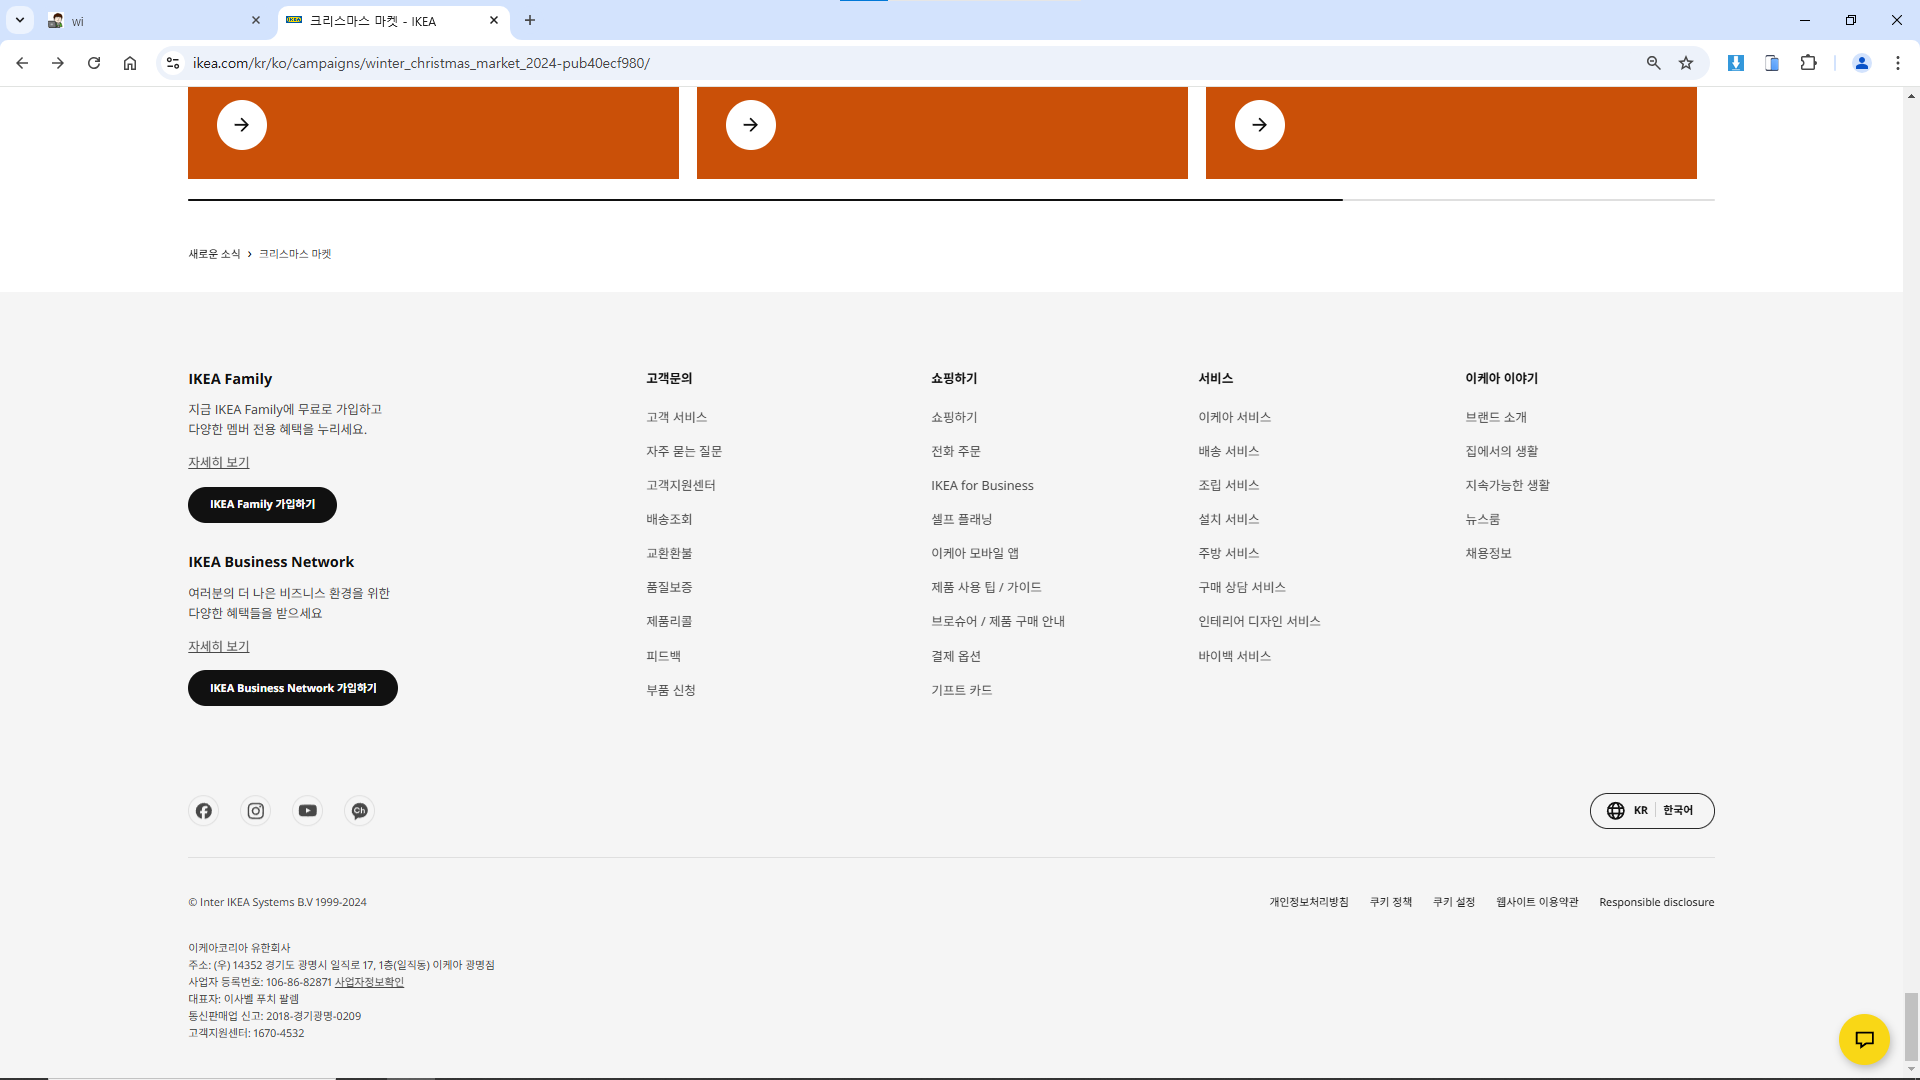 wi
크리스마스 마켓 - IKEA
ikea.com/kr/ko/campaigns/winter_christmas_market_2024-pub40ecf980/
새로운 소식 › 크리스마스 마켓
IKEA Family
지금 IKEA Family에 무료로 가입하고
다양한 멤버 전용 혜택을 누리세요.
자세히 보기
IKEA Family 가입하기
IKEA Business Network
여러분의 더 나은 비즈니스 환경을 위한
다양한 혜택들을 받으세요
자세히 보기
IKEA Business Network 가입하기
고객문의
고객 서비스
자주 묻는 질문
고객지원센터
배송조회
교환환불
품질보증
제품리콜
피드백
부품 신청
쇼핑하기
쇼핑하기
전화 주문
IKEA for Business
셀프 플래닝
이케아 모바일 앱
제품 사용 팁 / 가이드
브로슈어 / 제품 구매 안내
결제 옵션
기프트 카드
서비스
이케아 서비스
배송 서비스
조립 서비스
설치 서비스
주방 서비스
구매 상담 서비스
인테리어 디자인 서비스
바이백 서비스
이케아 이야기
브랜드 소개
집에서의 생활
지속가능한 생활
뉴스룸
채용정보
KR 한국어
© Inter IKEA Systems B.V 1999-2024
개인정보처리방침 쿠키 정책 쿠키 설정 웹사이트 이용약관 Responsible disclosure
이케아코리아 유한회사
주소: (우) 14352 경기도 광명시 일직로 17, 1층(일직동) 이케아 광명점
사업자 등록번호: 106-86-82871 사업자정보확인
대표자: 이사벨 푸치 팔렘
통신판매업 신고: 2018-경기광명-0209
고객지원센터: 1670-4532